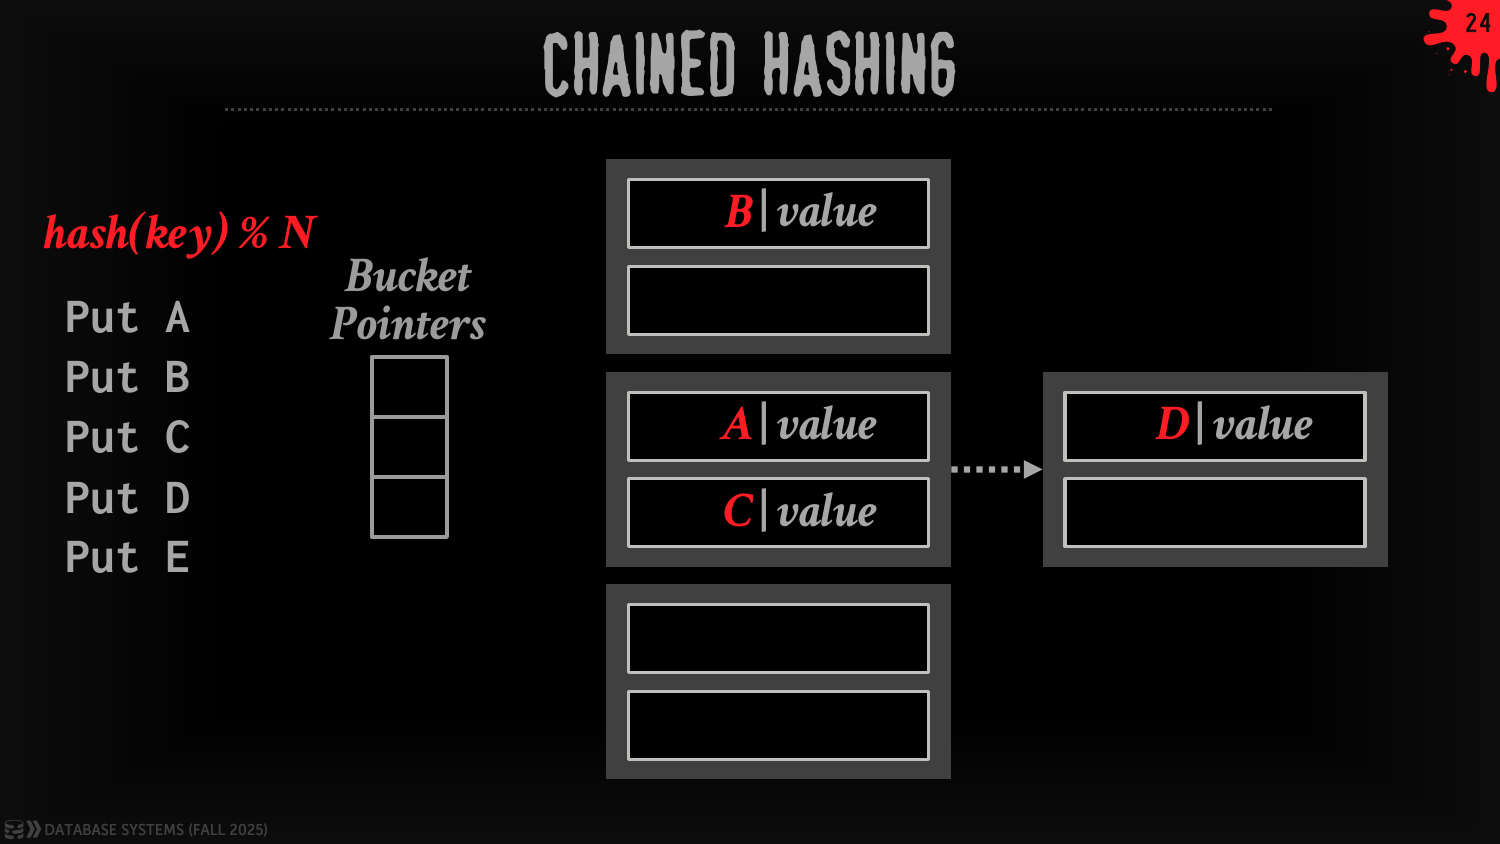 CHAINED HASHING
24
hash(key) % N
Put A
Put B
Put C
Put D
Put E
Bucket
Pointers
B|value
A|value
C|value
D|value
DATABASE SYSTEMS (FALL 2025)